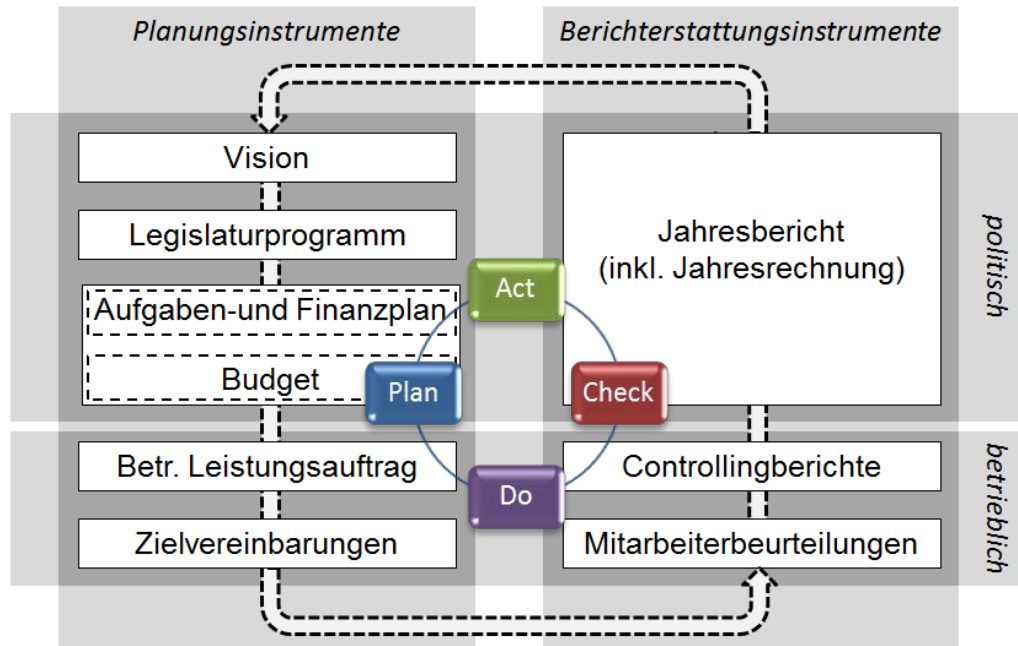 Planungsinstrumente
Berichterstattungsinstrumente
Vision
Legislaturprogramm
Aufgaben-und Finanzplan
Budget
Betr. Leistungsauftrag
Zielvereinbarungen
Jahresbericht
(inkl. Jahresrechnung)
Controllingberichte
Mitarbeiterbeurteilungen
Act
Plan
Check
Do
politisch
betrieblich